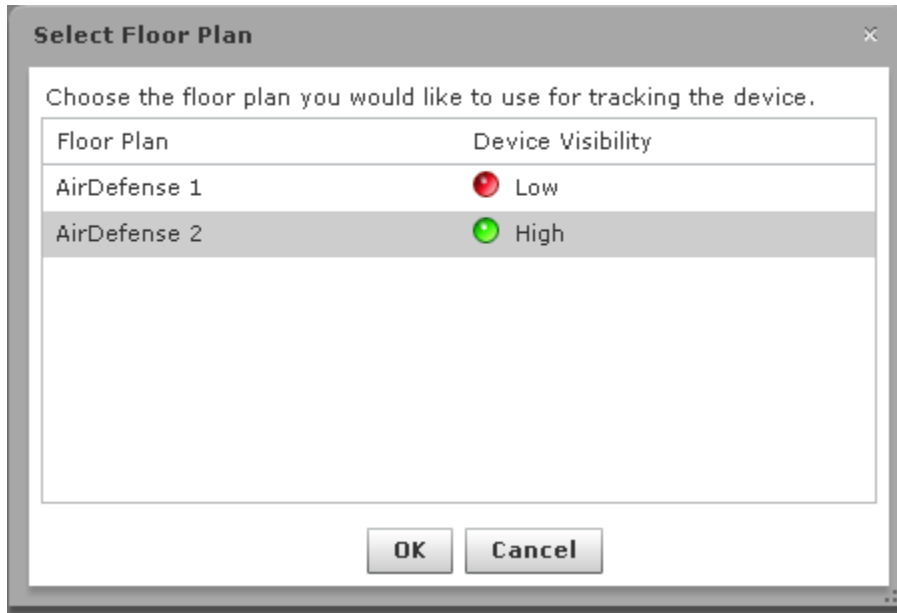 Select Floor Plan
Choose the floor plan you would like to use for tracking the device.
Floor Plan Device Visibility
AirDefense 1 Low
AirDefense 2 High
OK Cancel